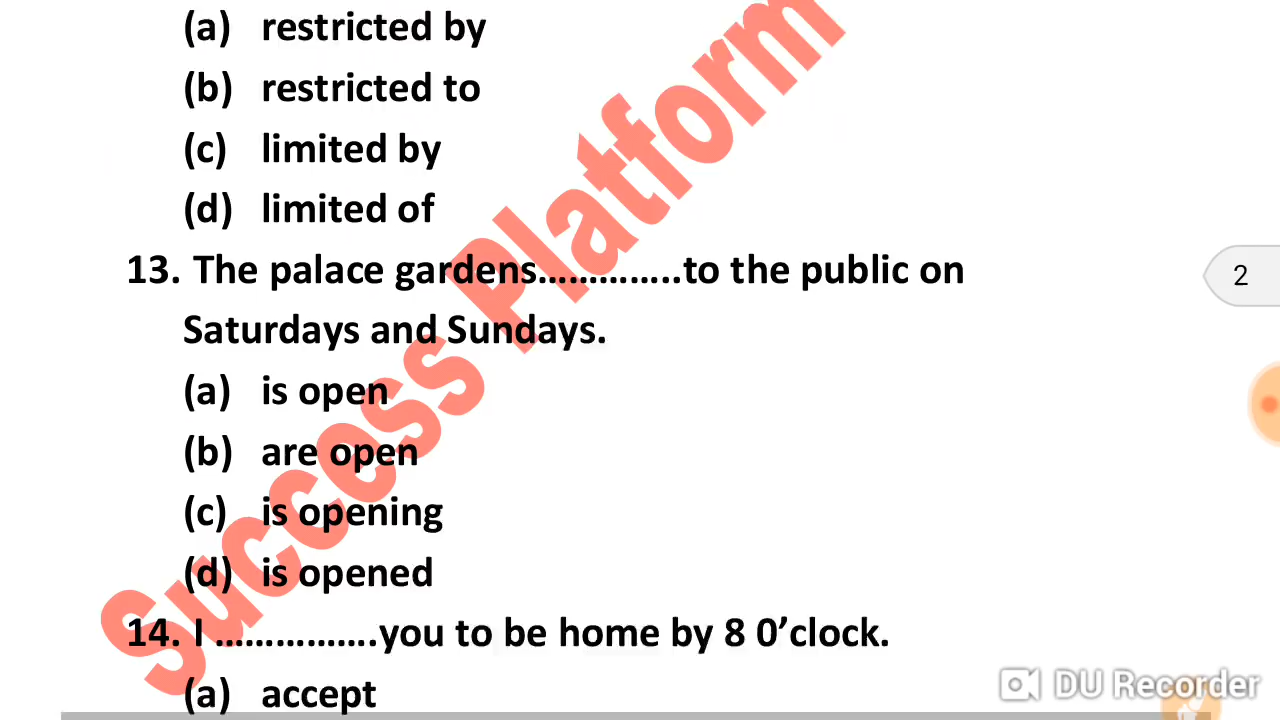 (a) restricted by
(b) restricted to
(c) limited by
(d) limited of
13. The palace gardens..............to the public on
Saturdays and Sundays.
(a) is open
(b) are open
(c) is opening
(d) is opened
14. I ................you to be home by 8 0’clock.
(a) accept
2
Success Platform
DU Recorder